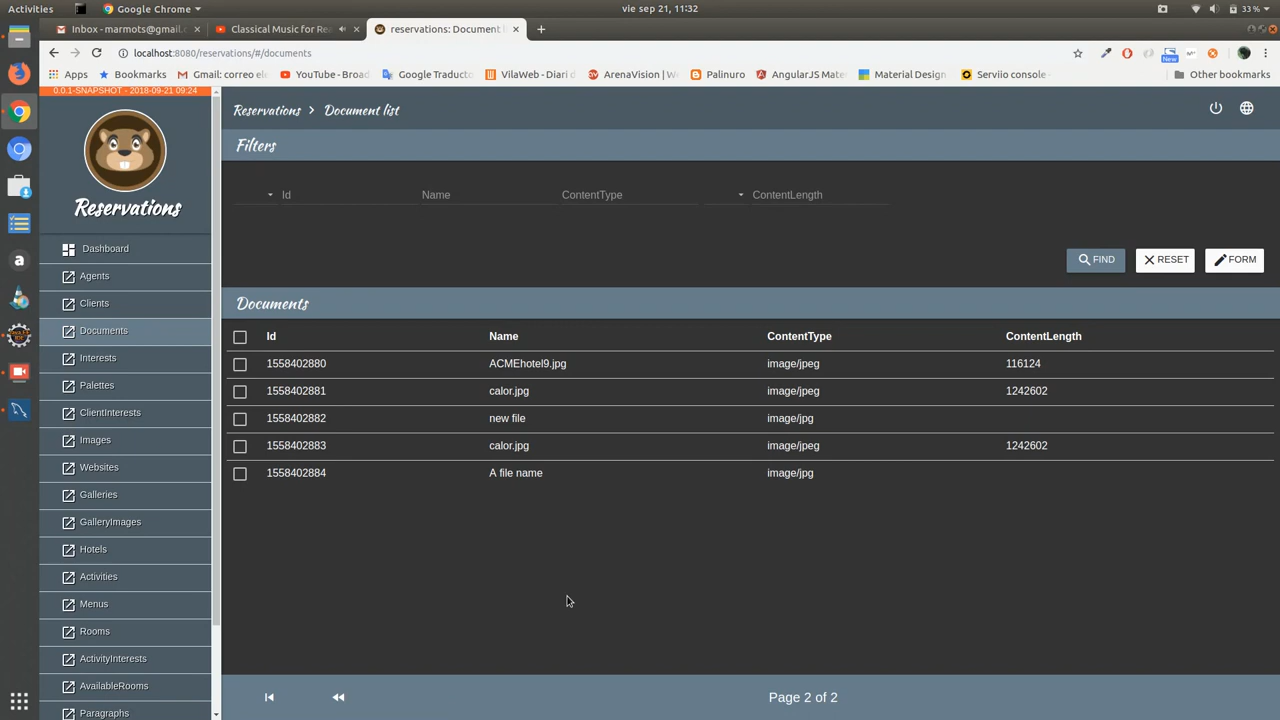 Activities
Google Chrome
vie sep 21, 11:32
33 %
Inbox - marmots@gmail.
Classical Music for Re
reservations: Document l
localhost:8080/reservations/#/documents
Apps
Bookmarks
Gmail: correo el
YouTube - Broad
Google Traducto
VilaWeb - Diari d
ArenaVision | W
Palinuro
AngularJS Mate
Material Design
Serviio console
Other bookmarks
New
0.0.1-SNAPSHOT - 2018-09-21 09:24
Reservations
Dashboard
Agents
Clients
Documents
Interests
Palettes
ClientInterests
Images
Websites
Galleries
GalleryImages
Hotels
Activities
Menus
Rooms
ActivityInterests
AvailableRooms
Paragraphs
Reservations > Document list
Filters
Id Name ContentType ContentLength
FIND RESET FORM
Documents
Id Name ContentType ContentLength
1558402880 ACMEhotel9.jpg image/jpeg 116124
1558402881 calor.jpg image/jpeg 1242602
1558402882 new file image/jpg
1558402883 calor.jpg image/jpeg 1242602
1558402884 A file name image/jpg
Page 2 of 2